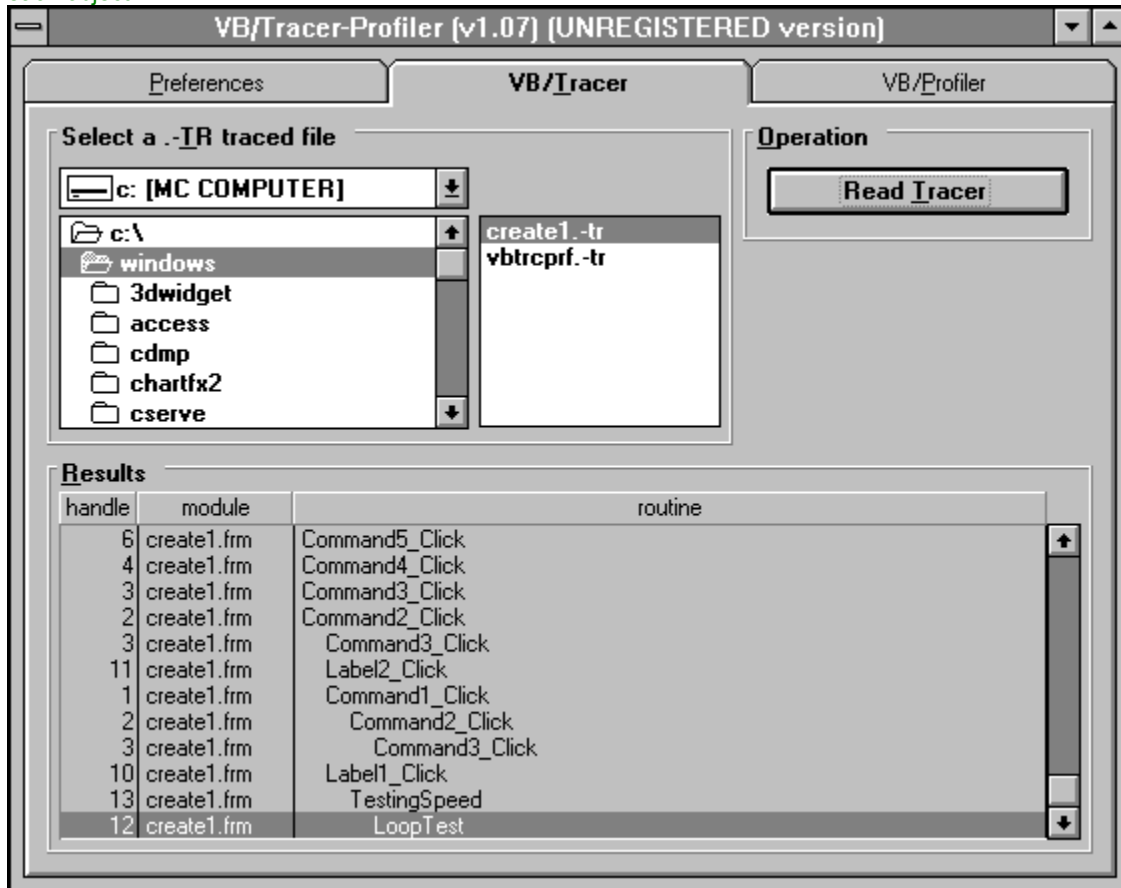 VB/Tracer-Profiler (v1.07) (UNREGISTERED version)
Preferences
VB/Tracer
VB/Profiler
Select a .-TR traced file
Operation
c: [MC COMPUTER]
Read Tracer
c:\
windows
3dwidget
access
cdmp
chartfx2
cserve
create1.-tr
vbtrcprf.-tr
Results
handle module routine
6 create1.frm Command5_Click
4 create1.frm Command4_Click
3 create1.frm Command3_Click
2 create1.frm Command2_Click
3 create1.frm Command3_Click
11 create1.frm Label2_Click
1 create1.frm Command1_Click
2 create1.frm Command2_Click
3 create1.frm Command3_Click
10 create1.frm Label1_Click
13 create1.frm TestingSpeed
12 create1.frm LoopTest